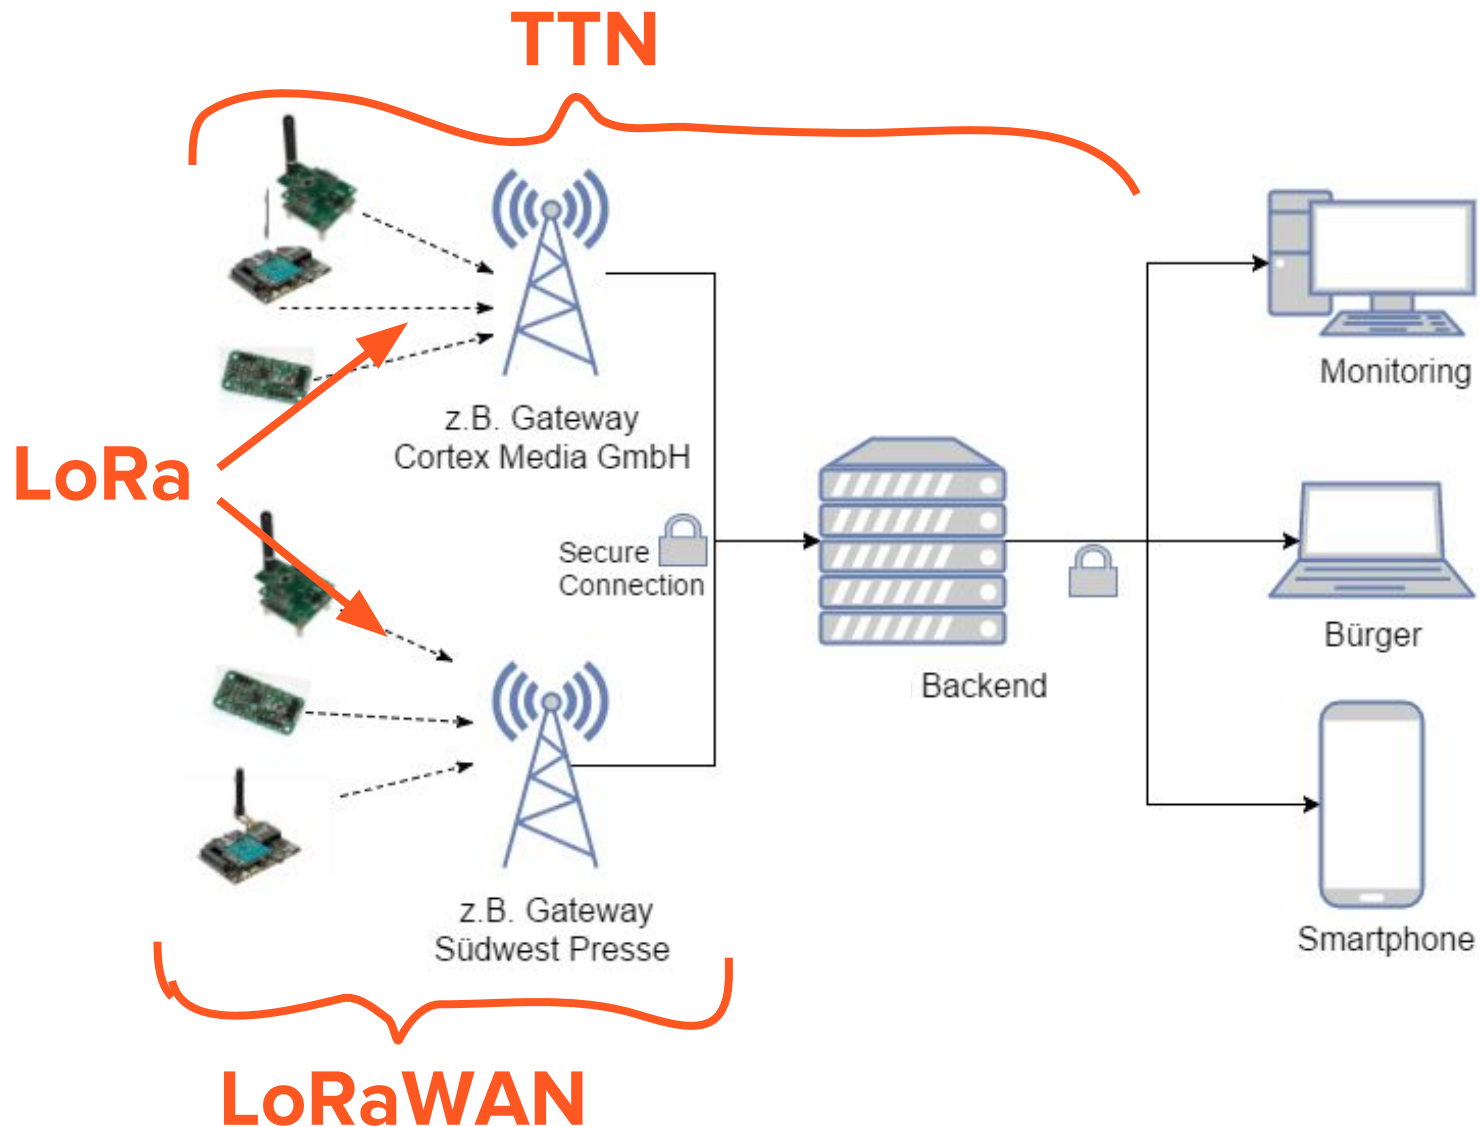 TTN
Monitoring
z.B. Gateway
Cortex Media GmbH
LoRa
Secure
Connection
Bürger
Backend
z.B. Gateway
Südwest Presse
Smartphone
LoRaWAN